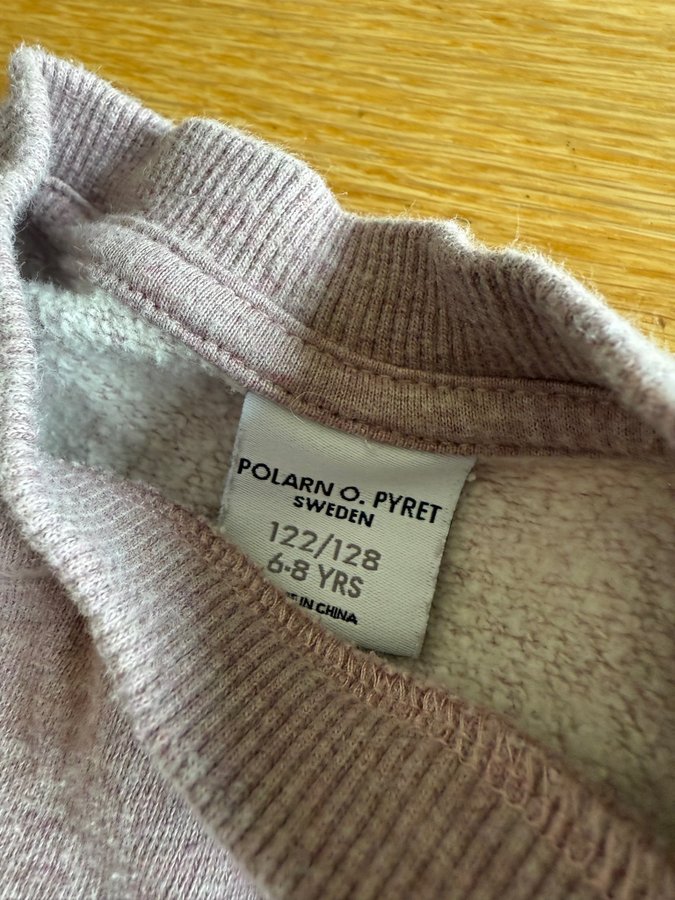 POLARN O. PYRET
SWEDEN
122/128
6-8 YRS
IN CHINA